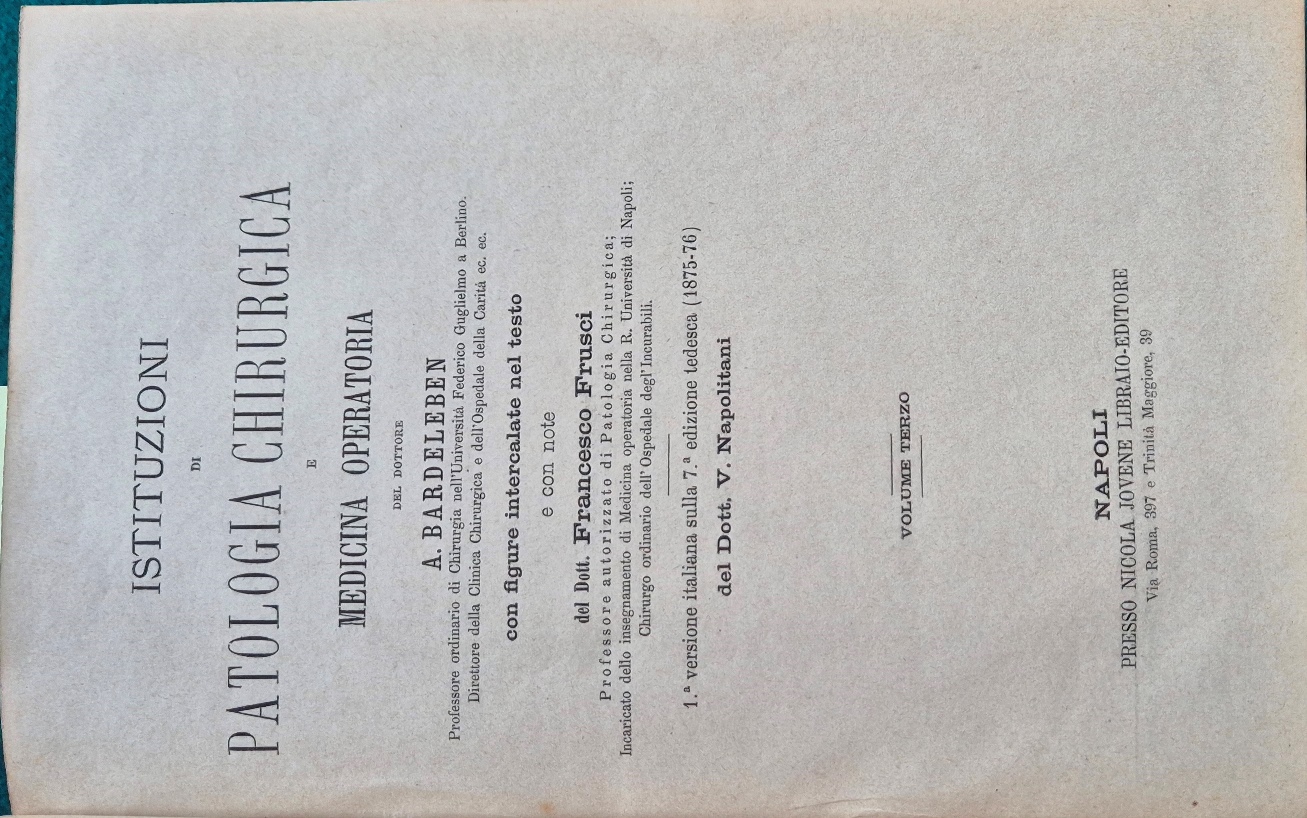 ISTITUZIONI
DI
PATOLOGIA CHIRURGICA
E
MEDICINA OPERATORIA
DEL DOTTORE
A. BARDELEBEN
Professore ordinario di Chirurgia nell'Università Federico Guglielmo a Berlino.
Direttore della Clinica Chirurgica e dell'Ospedale della Carità ec. ec.
con figure intercalate nel testo
e con note
del Dott. Francesco Frusci
Professore autorizzato di Patologia Chirurgica;
Incaricato dello insegnamento di Medicina operatoria nella R. Università di Napoli;
Chirurgo ordinario dell'Ospedale degl'Incurabili.
1.ª versione italiana sulla 7.ª edizione tedesca (1875-76)
del Dott. V. Napolitani
VOLUME TERZO
NAPOLI
PRESSO NICOLA JOVENE LIBRAIO-EDITORE
Via Roma, 397 e Trinità Maggiore, 39